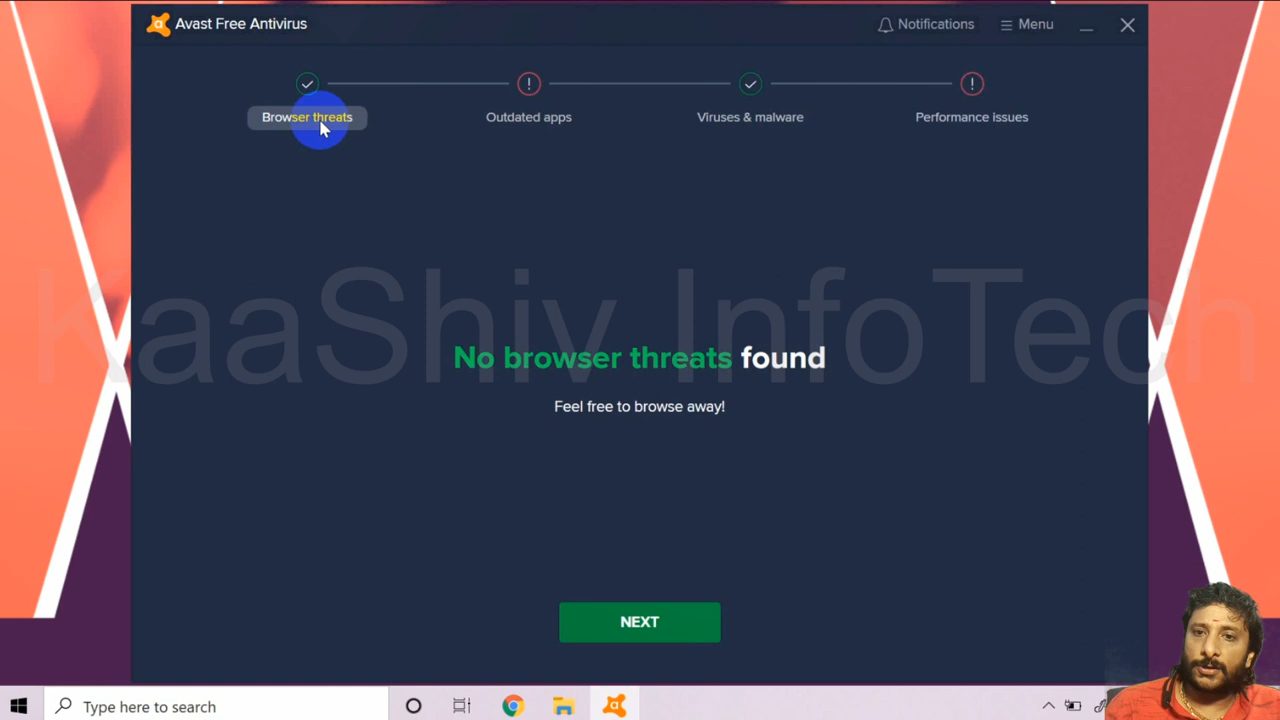 Avast Free Antivirus
Notifications
Menu
Browser threats
Outdated apps
Viruses & malware
Performance issues
KaaShiv InfoTech
No browser threats found
Feel free to browse away!
NEXT
Type here to search